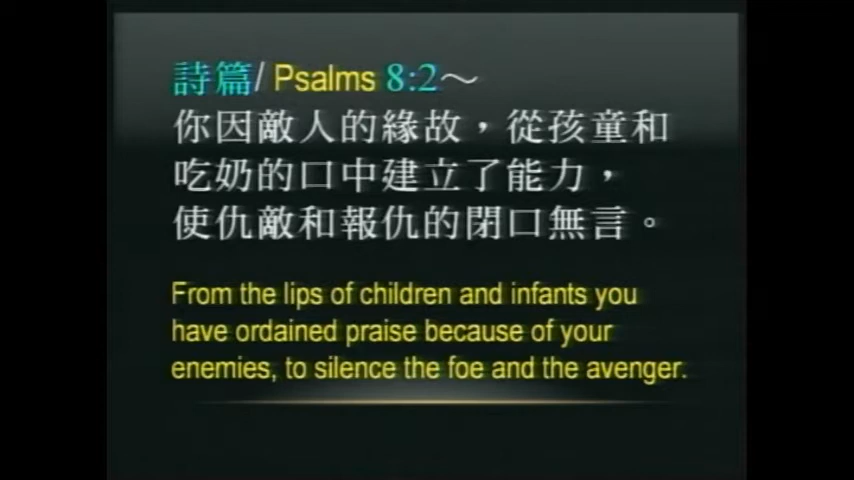 詩篇/ Psalms 8:2～
你因敵人的緣故，從孩童和
吃奶的口中建立了能力，
使仇敵和報仇的閉口無言。
From the lips of children and infants you
have ordained praise because of your
enemies, to silence the foe and the avenger.